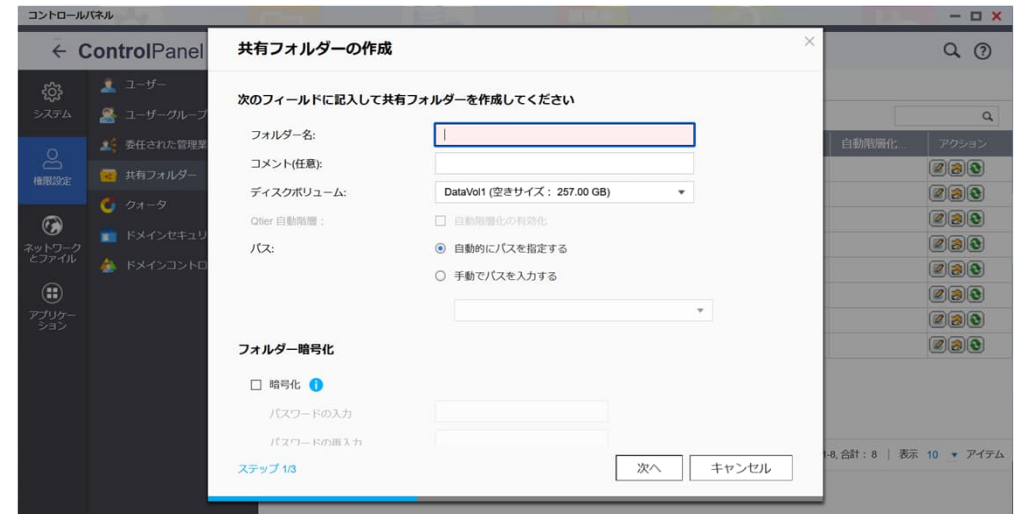 コントロールパネル
ControlPanel
システム
権限設定
ネットワーク
とファイル
アプリケー
ション
ユーザー
ユーザーグループ
委任された管理業
共有フォルダー
クォータ
ドメインセキュリ
ドメインコントロ
共有フォルダーの作成
次のフィールドに記入して共有フォルダーを作成してください
フォルダー名:
コメント(任意):
ディスクボリューム: DataVol1 (空きサイズ： 257.00 GB)
Qtier 自動階層： 自動階層化の有効化
パス: 自動的にパスを指定する
手動でパスを入力する
フォルダー暗号化
暗号化
パスワードの入力
パスワードの再入力
ステップ 1/3 次へ キャンセル
自動階層化... アクション
1-8, 合計： 8 | 表示 10 アイテム